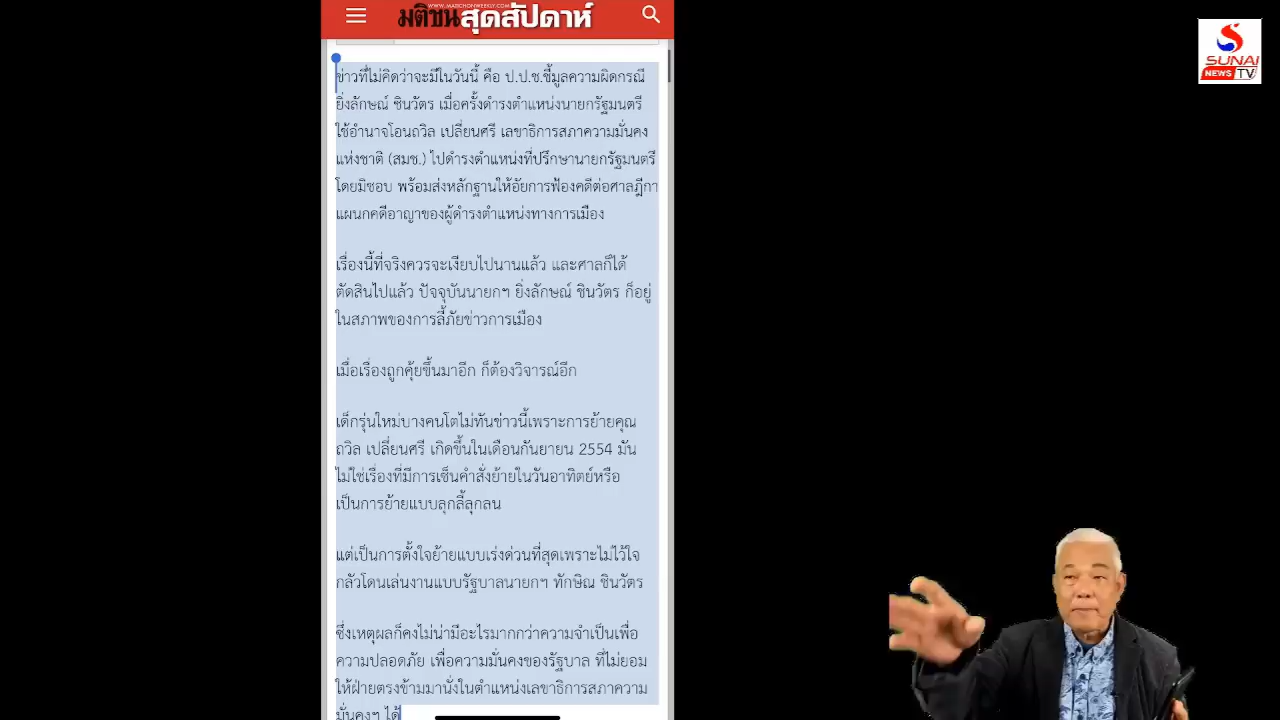 WWW.MATICHONWEEKLY.COM
มติชนสุดสัปดาห์
SUNAI
NEWS TV
ข่าวที่ไม่คิดว่าจะมีในวันนี้ คือ ป.ป.ช.ชี้มูลความผิดกรณี
ยิ่งลักษณ์ ชินวัตร เมื่อครั้งดำรงตำแหน่งนายกรัฐมนตรี
ใช้อำนาจโอนถวิล เปลี่ยนศรี เลขาธิการสภาความมั่นคง
แห่งชาติ (สมช.) ไปดำรงตำแหน่งที่ปรึกษานายกรัฐมนตรี
โดยมิชอบ พร้อมส่งหลักฐานให้อัยการฟ้องคดีต่อศาลฎีกา
แผนกคดีอาญาของผู้ดำรงตำแหน่งทางการเมือง
เรื่องนี้ที่จริงควรจะเงียบไปนานแล้ว และศาลก็ได้
ตัดสินไปแล้ว ปัจจุบันนายกฯ ยิ่งลักษณ์ ชินวัตร ก็อยู่
ในสภาพของการลี้ภัยข่าวการเมือง
เมื่อเรื่องถูกคุ้ยขึ้นมาอีก ก็ต้องวิจารณ์อีก
เด็กรุ่นใหม่บางคนโตไม่ทันข่าวนี้เพราะการย้ายคุณ
ถวิล เปลี่ยนศรี เกิดขึ้นในเดือนกันยายน 2554 มัน
ไม่ใช่เรื่องที่มีการเซ็นคำสั่งย้ายในวันอาทิตย์หรือ
เป็นการย้ายแบบลุกลี้ลุกลน
แต่เป็นการตั้งใจย้ายแบบเร่งด่วนที่สุดเพราะไม่ไว้ใจ
กลัวโดนเล่นงานแบบรัฐบาลนายกฯ ทักษิณ ชินวัตร
ซึ่งเหตุผลก็คงไม่น่ามีอะไรมากกว่าความจำเป็นเพื่อ
ความปลอดภัย เพื่อความมั่นคงของรัฐบาล ที่ไม่ยอม
ให้ฝ่ายตรงข้ามมานั่งในตำแหน่งเลขาธิการสภาความ
มั่นคงฯ ได้